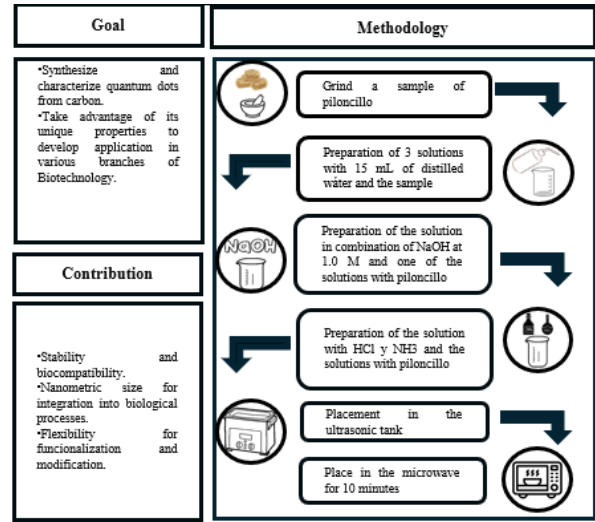 Goal
•Synthesize and
characterize quantum dots
from carbon.
•Take advantage of its
unique properties to
develop application in
various branches of
Biotechnology.
Contribution
•Stability and
biocompatibility.
•Nanometric size for
integration into biological
processes.
•Flexibility for
funcionalization and
modification.
Methodology
Grind a sample of
piloncillo
Preparation of 3 solutions
with 15 mL of distilled
wáter and the sample
NaOH
Preparation of the solution
in combination of NaOH at
1.0 M and one of the
solutions with piloncillo
Preparation of the solution
with HCl y NH3 and the
solutions with piloncillo
Placement in the
ultrasonic tank
Place in the microwave
for 10 minutes